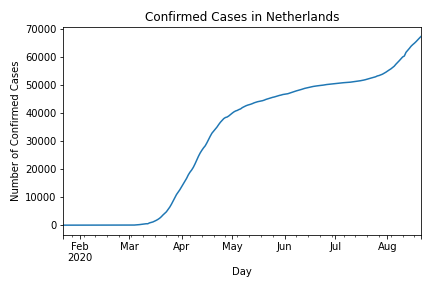 Confirmed Cases in Netherlands
70000
60000
50000
40000
30000
20000
10000
0
Number of Confirmed Cases
Feb Mar Apr May Jun Jul Aug
2020
Day